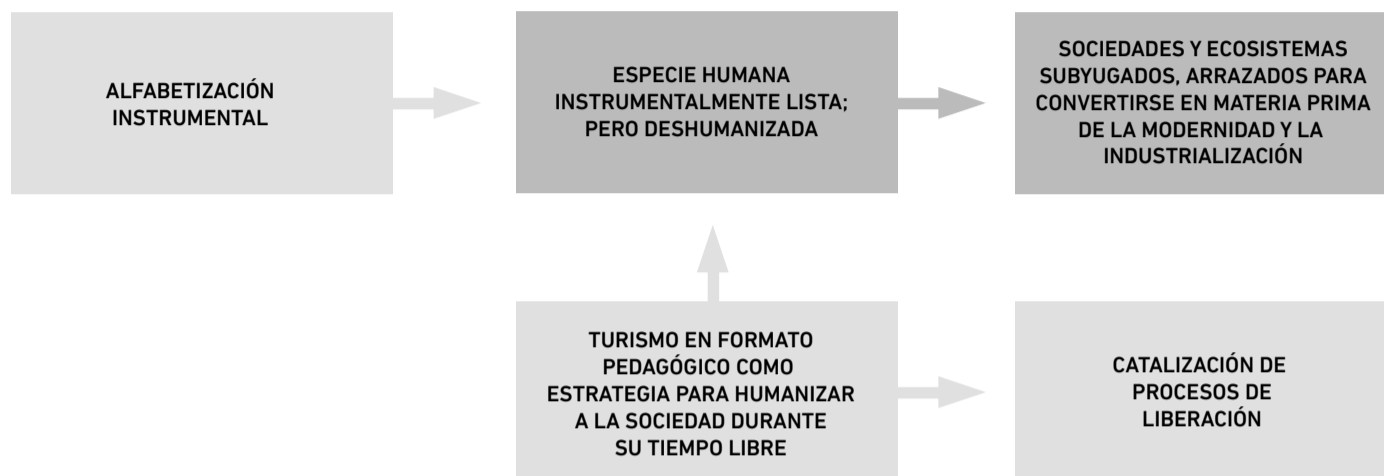 ALFABETIZACIÓN
INSTRUMENTAL
ESPECIE HUMANA
INSTRUMENTALMENTE LISTA;
PERO DESHUMANIZADA
SOCIEDADES Y ECOSISTEMAS
SUBYUGADOS, ARRAZADOS PARA
CONVERTIRSE EN MATERIA PRIMA
DE LA MODERNIDAD Y LA
INDUSTRIALIZACIÓN
TURISMO EN FORMATO
PEDAGÓGICO COMO
ESTRATEGIA PARA HUMANIZAR
A LA SOCIEDAD DURANTE
SU TIEMPO LIBRE
CATALIZACIÓN DE
PROCESOS DE
LIBERACIÓN